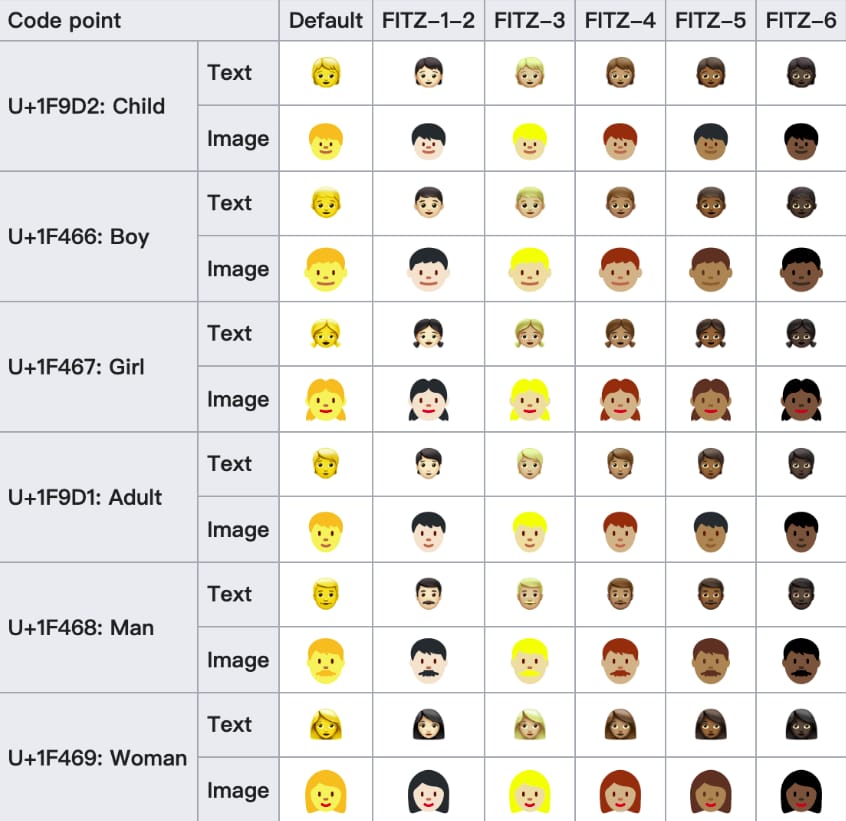 Code point Default FITZ–1–2 FITZ–3 FITZ–4 FITZ–5 FITZ–6
U+1F9D2: Child
Text
Image
U+1F466: Boy
Text
Image
U+1F467: Girl
Text
Image
U+1F9D1: Adult
Text
Image
U+1F468: Man
Text
Image
U+1F469: Woman
Text
Image